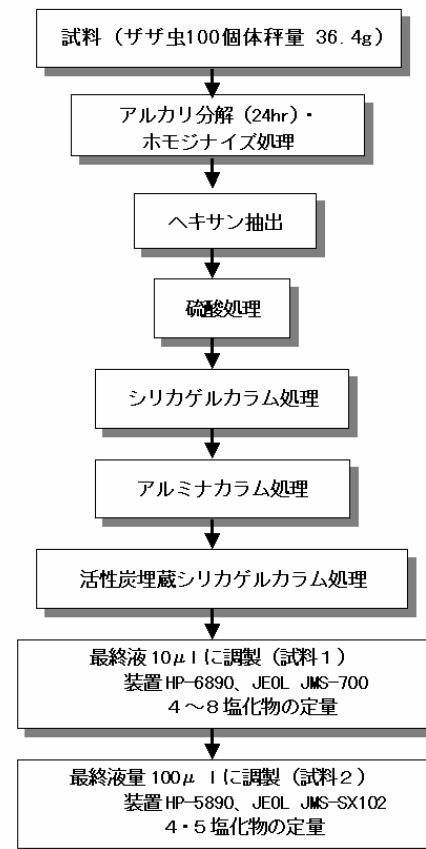 試料（ザザ虫100個体秤量 36.4g）
アルカリ分解（24hr）・
ホモジナイズ処理
ヘキサン抽出
硫酸処理
シリカゲルカラム処理
アルミナカラム処理
活性炭埋蔵シリカゲルカラム処理
最終液10μlに調製（試料1）
装置HP-6890、JEOL JMS-700
4～8塩化物の定量
最終液量100μ lに調製（試料2）
装置HP-5890、JEOL JMS-SX102
4・5塩化物の定量